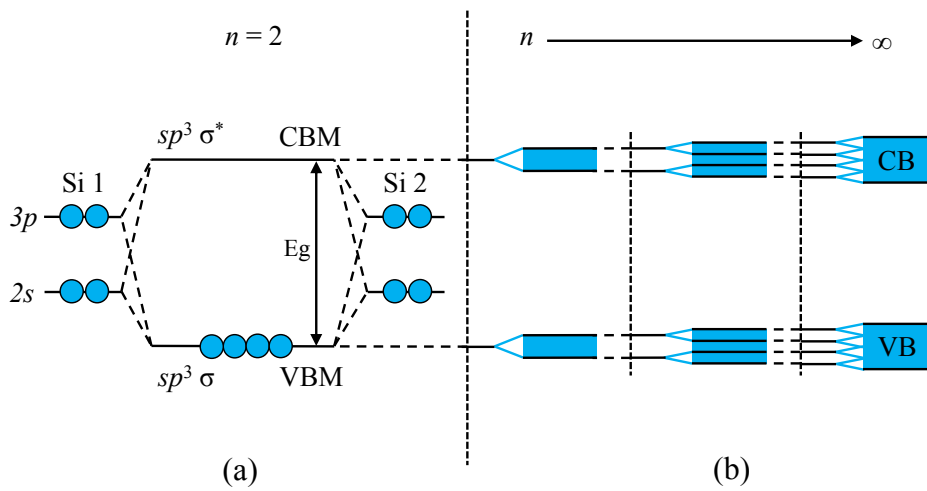 n = 2
n
∞
sp³ σ*
CBM
Si 1
Si 2
3p
Eg
2s
sp³ σ
VBM
CB
VB
(a)
(b)